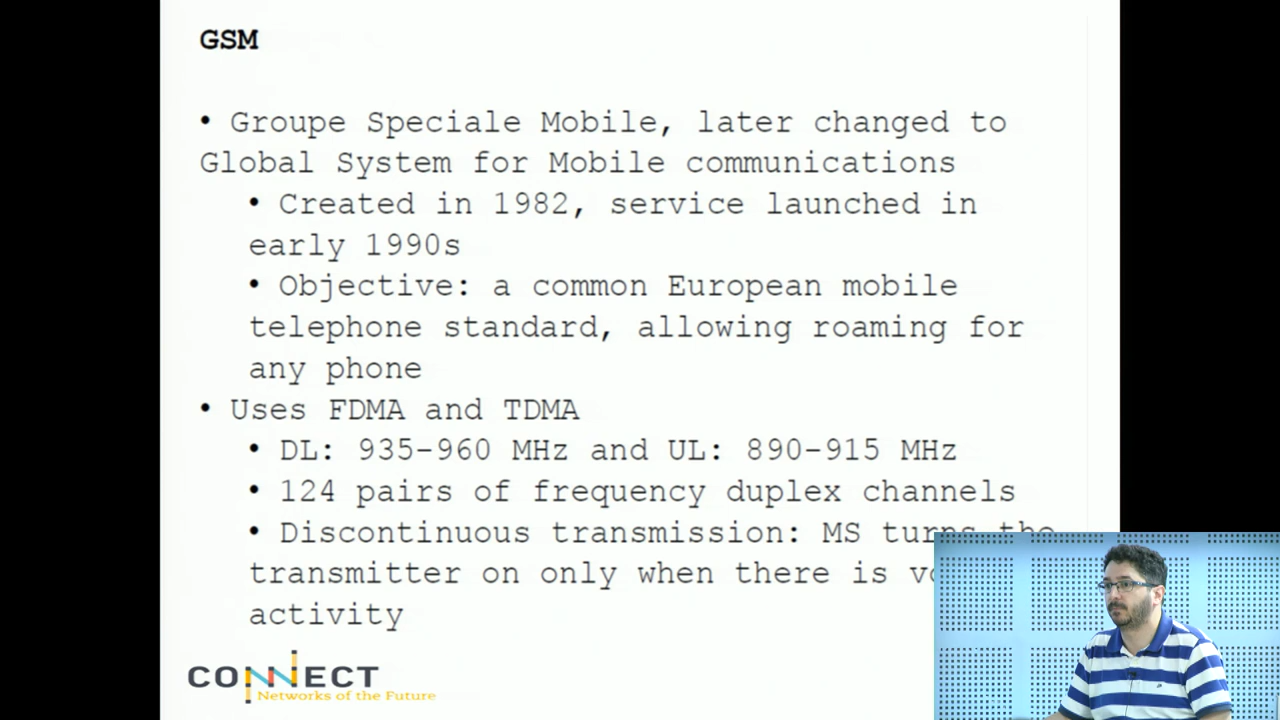 GSM
• Groupe Speciale Mobile, later changed to
Global System for Mobile communications
• Created in 1982, service launched in
early 1990s
• Objective: a common European mobile
telephone standard, allowing roaming for
any phone
• Uses FDMA and TDMA
• DL: 935-960 MHz and UL: 890-915 MHz
• 124 pairs of frequency duplex channels
• Discontinuous transmission: MS turns the
transmitter on only when there is
activity
CONNECT
Networks of the Future